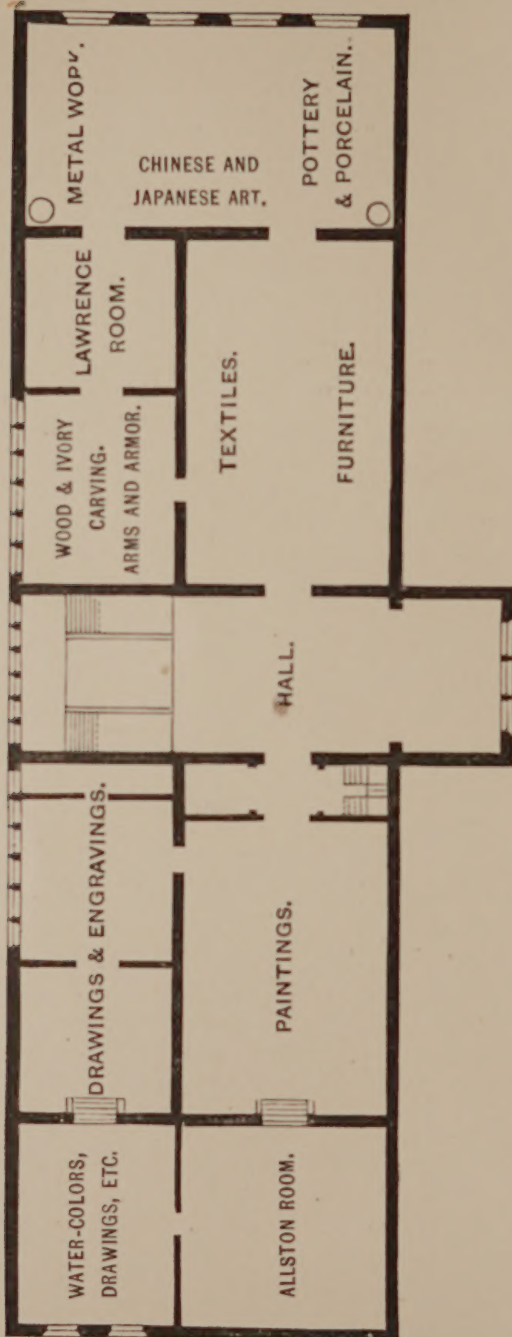 METAL WORK.
CHINESE AND
JAPANESE ART.
POTTERY
& PORCELAIN.
LAWRENCE
ROOM.
WOOD & IVORY
CARVING.
ARMS AND ARMOR.
TEXTILES.
FURNITURE.
HALL.
DRAWINGS & ENGRAVINGS.
PAINTINGS.
WATER-COLORS,
DRAWINGS, ETC.
ALLSTON ROOM.